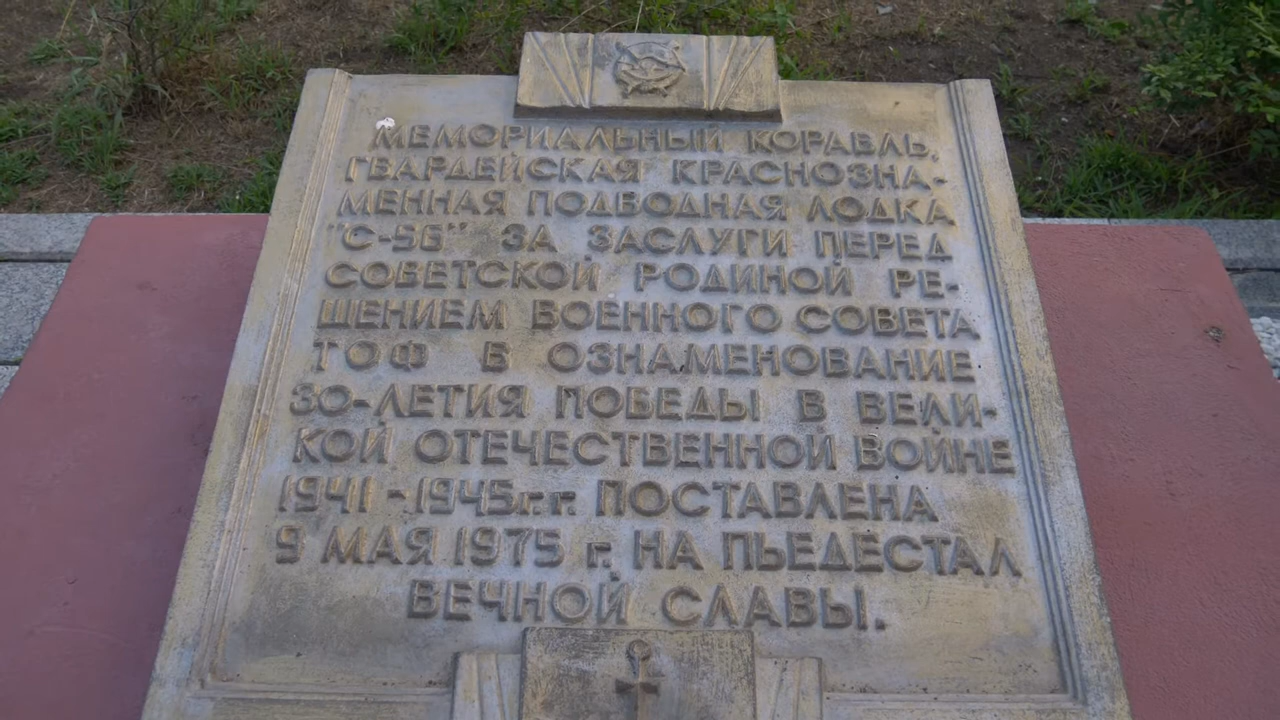 МЕМОРИАЛЬНЫЙ КОРАБЛЬ,
ГВАРДЕЙСКАЯ КРАСНОЗНА-
МЕННАЯ ПОДВОДНАЯ ЛОДКА
"С-56" ЗА ЗАСЛУГИ ПЕРЕД
СОВЕТСКОЙ РОДИНОЙ РЕ-
ШЕНИЕМ ВОЕННОГО СОВЕТА
ТОФ В ОЗНАМЕНОВАНИЕ
30-ЛЕТИЯ ПОБЕДЫ В ВЕЛИ-
КОЙ ОТЕЧЕСТВЕННОЙ ВОЙНЕ
1941-1945г.г. ПОСТАВЛЕНА
9 МАЯ 1975 г. НА ПЬЕДЕСТАЛ
ВЕЧНОЙ СЛАВЫ.